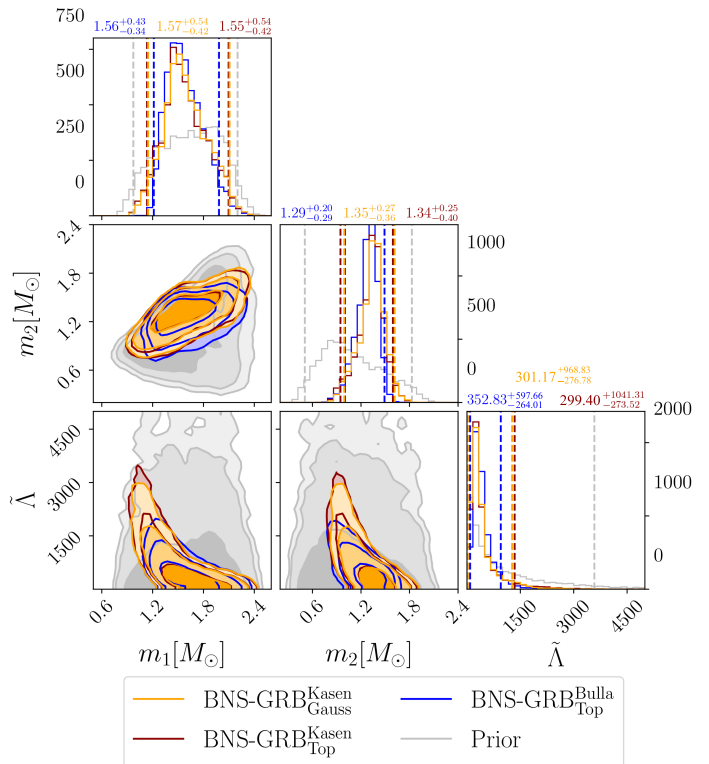 750
1.56+0.43−0.34 1.57+0.54−0.42 1.55+0.54−0.42
500
250
0
2.4
1.29+0.20−0.29 1.35+0.27−0.36 1.34+0.25−0.40
1000
1.8
m2[M⊙]
1.2
500
0.6
0
301.17+968.83−276.78
352.83+597.66−264.01 299.40+1041.31−273.52
2000
4500
3000
1000
Λ̃
1500
0
0.6 1.2 1.8 2.4 0.6 1.2 1.8 2.4 1500 3000 4500
m1[M⊙] m2[M⊙] Λ̃
BNS-GRBKasenGauss BNS-GRBBullaTop
BNS-GRBKasenTop Prior